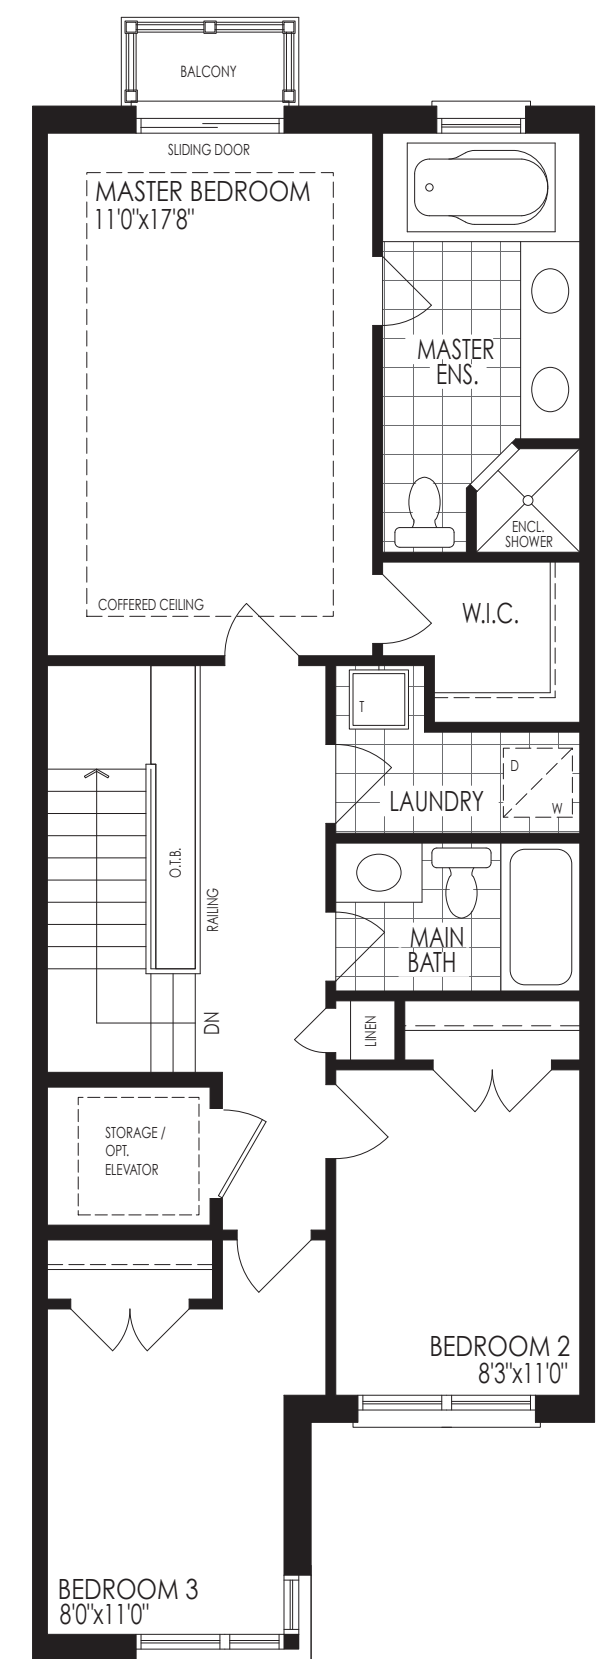 BALCONY
SLIDING DOOR
MASTER BEDROOM
11'0"x17'8"
MASTER
ENS.
ENCL.
SHOWER
COFFERED CEILING
W.I.C.
T
D
W
LAUNDRY
O.T.B.
RAILING
MAIN
BATH
DN
LINEN
STORAGE /
OPT.
ELEVATOR
BEDROOM 2
8'3"x11'0"
BEDROOM 3
8'0"x11'0"